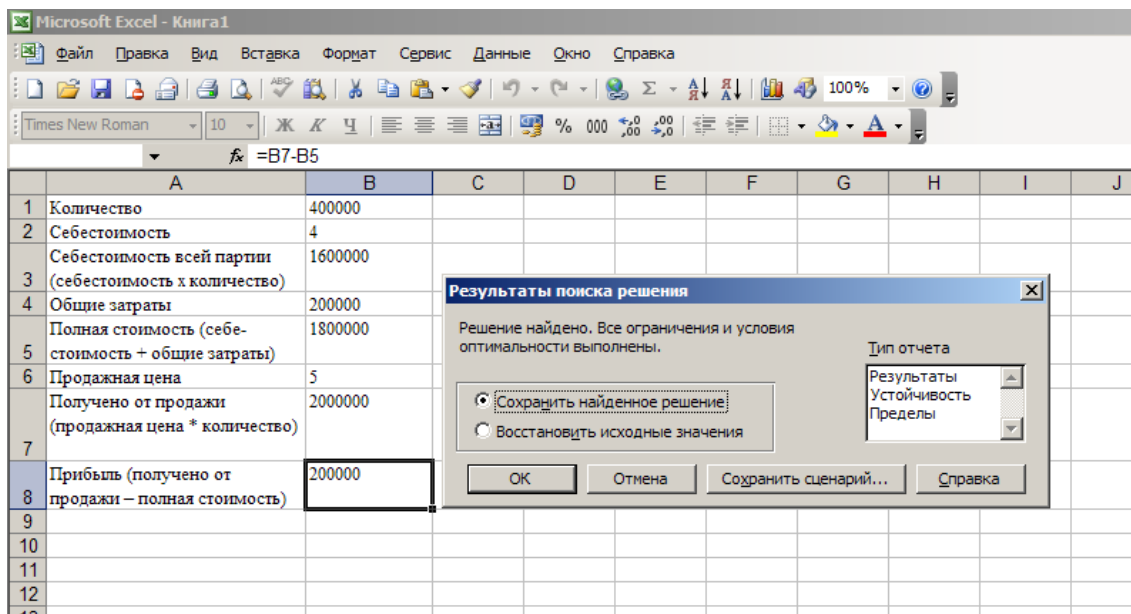 Microsoft Excel - Книга1
Файл Правка Вид Вставка Формат Сервис Данные Окно Справка
100%
Times New Roman 10 Ж К Ч % 000
fx =B7-B5
A B C D E F G H I J
1 Количество 400000
2 Себестоимость 4
Себестоимость всей партии 1600000
3 (себестоимость х количество)
4 Общие затраты 200000
Полная стоимость (себе- 1800000
5 стоимость + общие затраты)
6 Продажная цена 5
Получено от продажи 2000000
(продажная цена * количество)
7
Прибыль (получено от 200000
8 продажи – полная стоимость)
9
10
11
12
Результаты поиска решения
Решение найдено. Все ограничения и условия
оптимальности выполнены.
Тип отчета
Результаты
Устойчивость
Пределы
Сохранить найденное решение
Восстановить исходные значения
ОК Отмена Сохранить сценарий... Справка